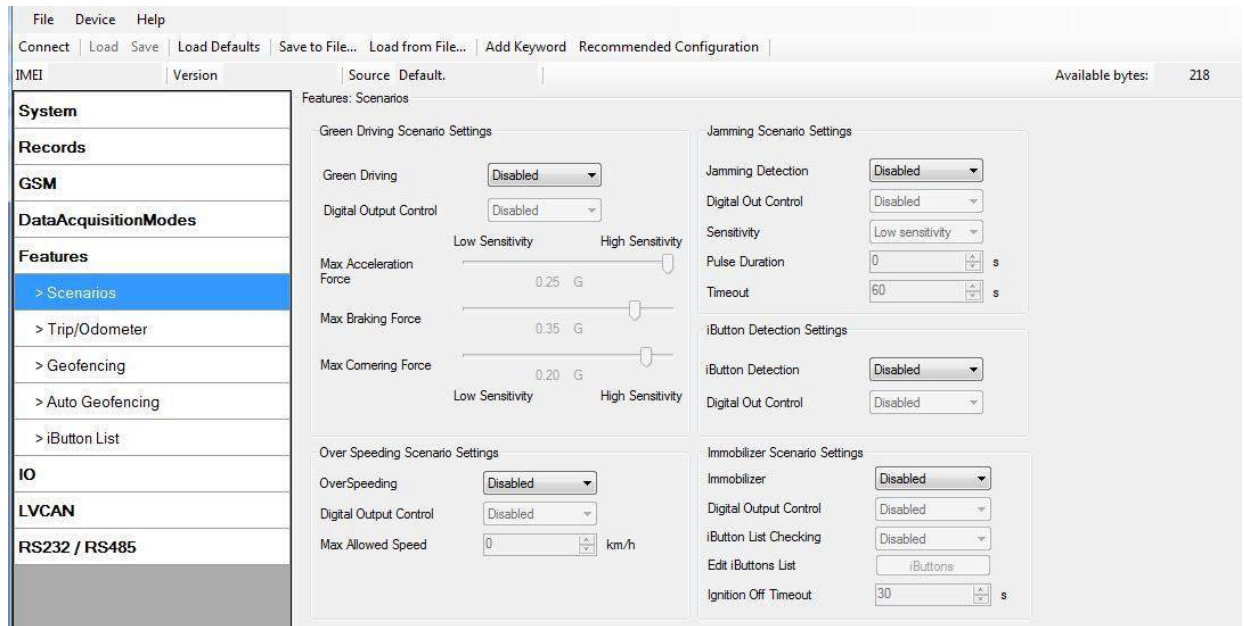 File Device Help
Connect Load Save Load Defaults Save to File... Load from File... Add Keyword Recommended Configuration
IMEI Version Source Default. Available bytes: 218
System
Records
GSM
DataAcquisitionModes
Features
> Scenarios
> Trip/Odometer
> Geofencing
> Auto Geofencing
> iButton List
IO
LVCAN
RS232 / RS485
Features: Scenarios
Green Driving Scenario Settings
Green Driving Disabled
Digital Output Control Disabled
Low Sensitivity High Sensitivity
Max Acceleration
Force
0.25 G
Max Braking Force
0.35 G
Max Cornering Force
0.20 G
Low Sensitivity High Sensitivity
Over Speeding Scenario Settings
OverSpeeding Disabled
Digital Output Control Disabled
Max Allowed Speed 0 km/h
Jamming Scenario Settings
Jamming Detection Disabled
Digital Out Control Disabled
Sensitivity Low sensitivity
Pulse Duration 0 s
Timeout 60 s
iButton Detection Settings
iButton Detection Disabled
Digital Out Control Disabled
Immobilizer Scenario Settings
Immobilizer Disabled
Digital Output Control Disabled
iButton List Checking Disabled
Edit iButtons List iButtons
Ignition Off Timeout 30 s